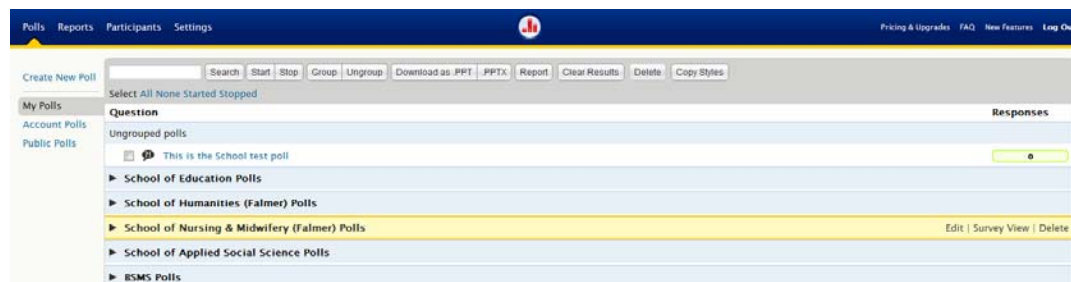 Polls Reports Participants Settings Pricing & Upgrades FAQ New Features Log Ou
Create New Poll
My Polls
Account Polls
Public Polls
Search Start Stop Group Ungroup Download as .PPT .PPTX Report Clear Results Delete Copy Styles
Select All None Started Stopped
Question Responses
Ungrouped polls
This is the School test poll 0
School of Education Polls
School of Humanities (Falmer) Polls
School of Nursing & Midwifery (Falmer) Polls Edit | Survey View | Delete
School of Applied Social Science Polls
BSMS Polls